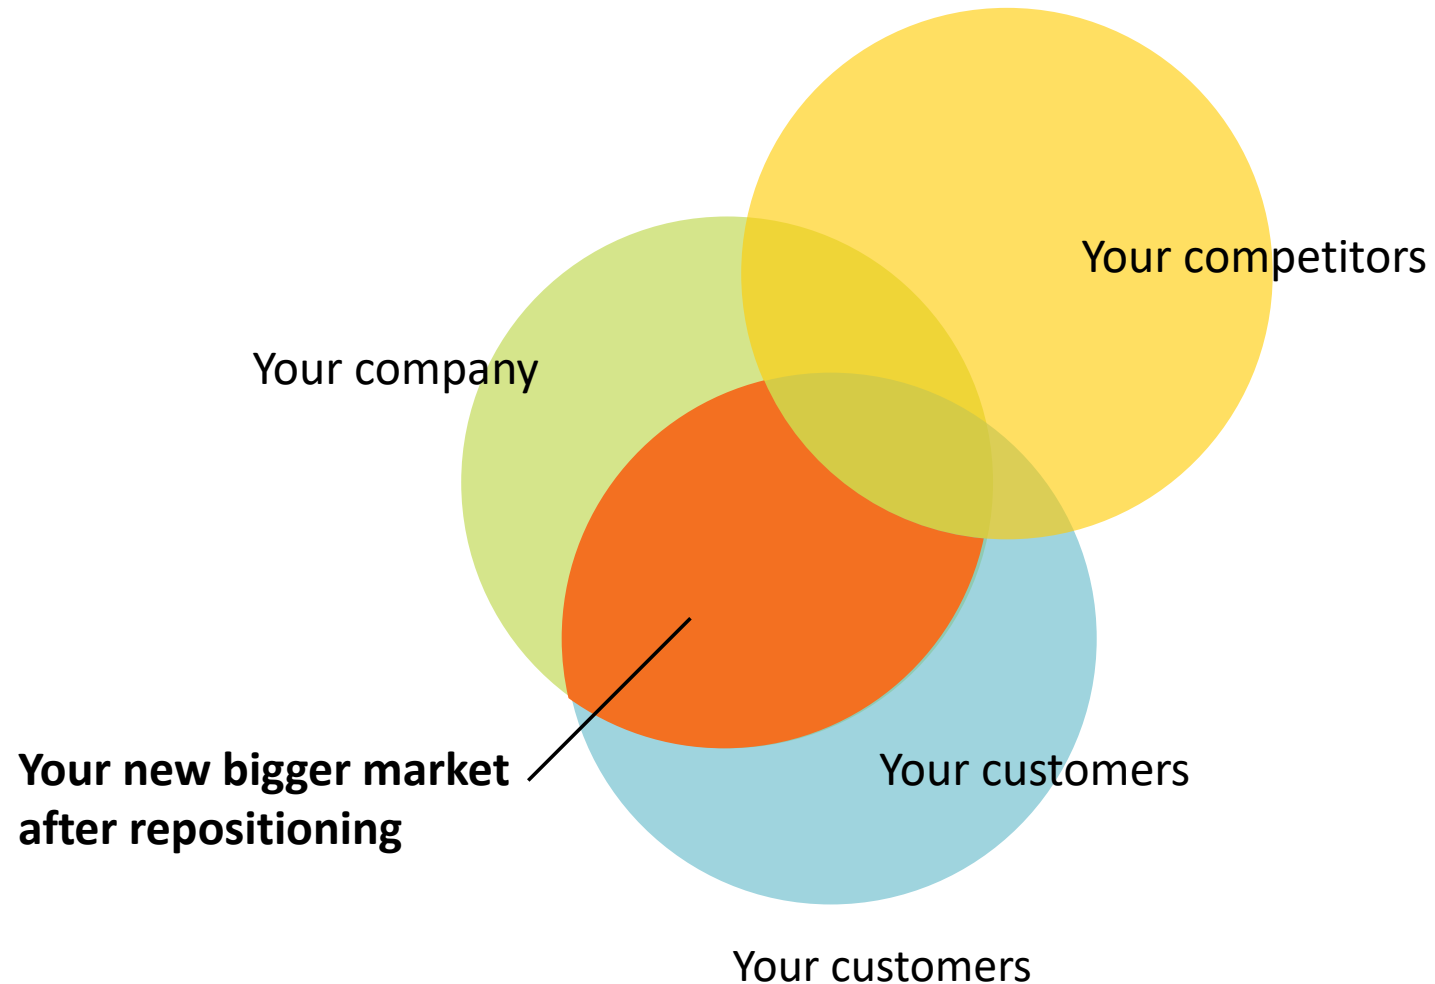 Your competitors
Your company
Your new bigger market
after repositioning
Your customers
Your customers